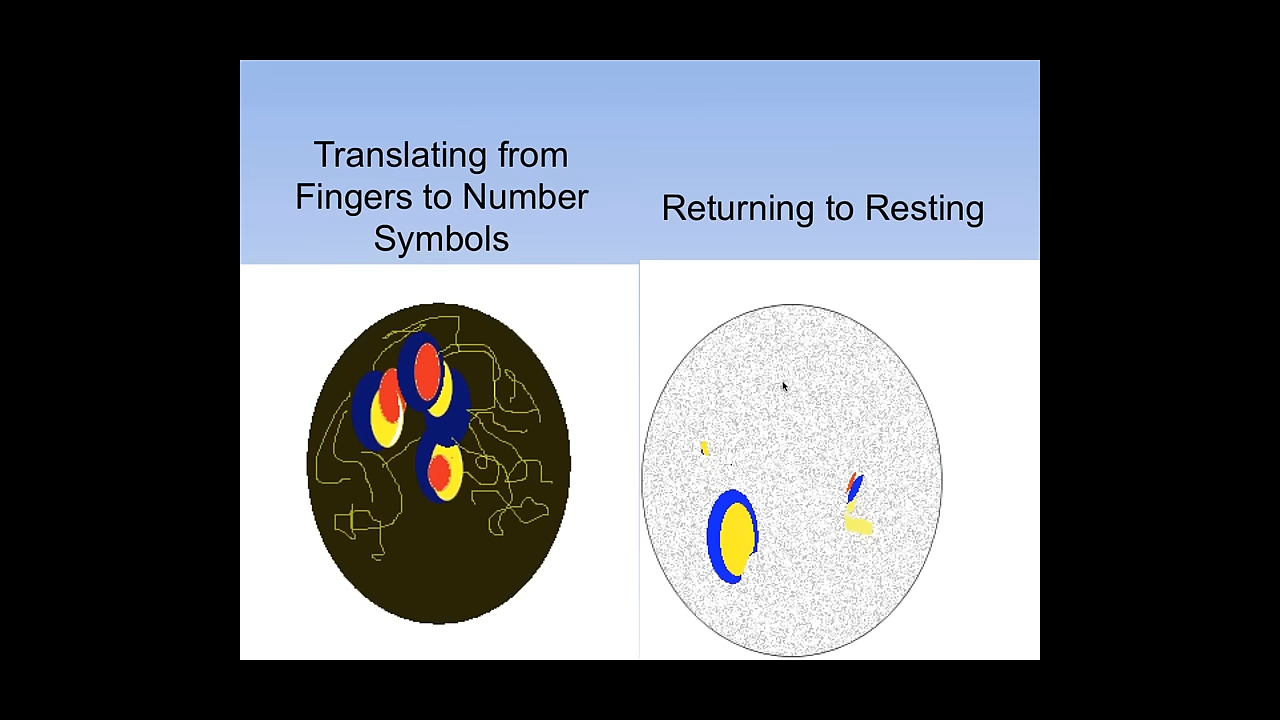 Translating from
Fingers to Number
Symbols
Returning to Resting